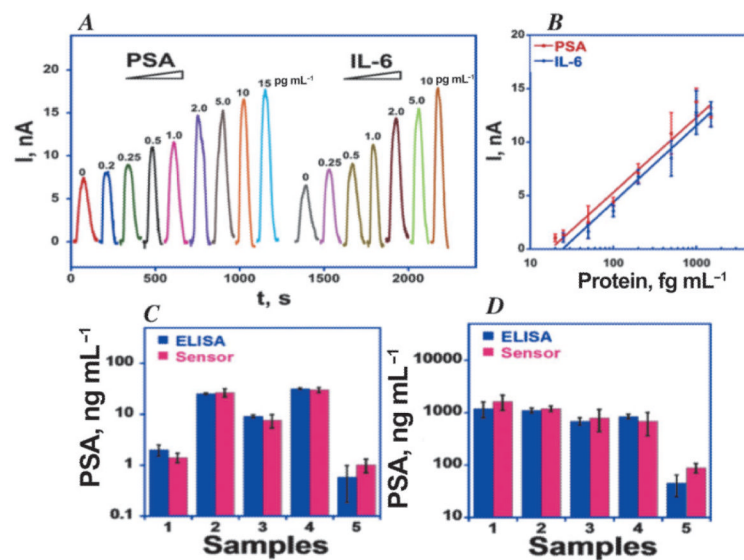 A
PSA
IL-6
0
0.2
0.25
0.5
1.0
2.0
5.0
10
15 pg mL⁻¹
0
0.25
0.5
1.0
2.0
5.0
10 pg mL⁻¹
20
15
10
5
0
I, nA
0 500 1000 1500 2000
t, s
B
PSA
IL-6
20
15
10
5
0
I, nA
10 100 1000
Protein, fg mL⁻¹
C
ELISA
Sensor
100
10
1
0.1
PSA, ng mL⁻¹
1 2 3 4 5
Samples
D
ELISA
Sensor
10000
1000
100
10
PSA, ng mL⁻¹
1 2 3 4 5
Samples